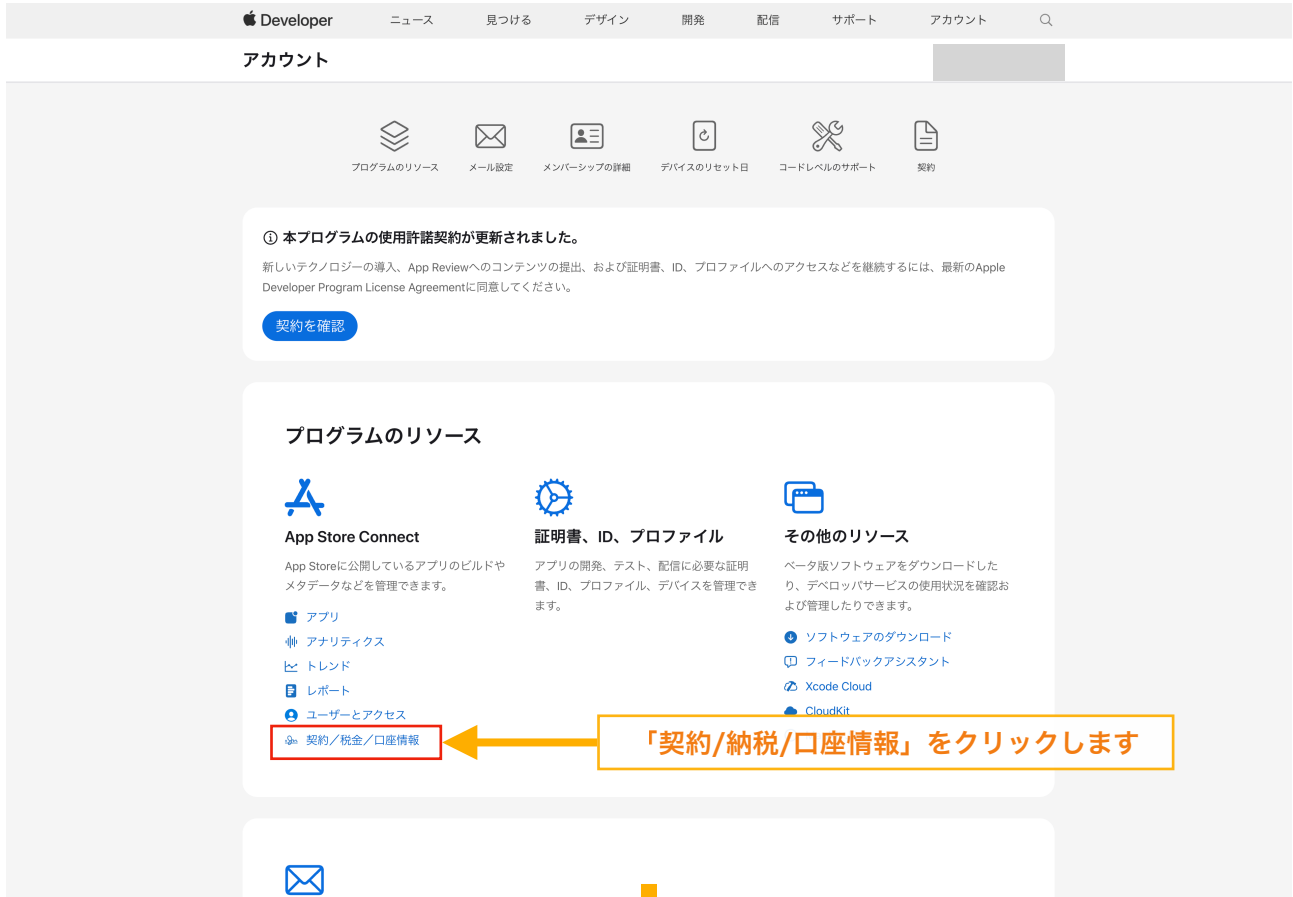 Developer
ニュース
見つける
デザイン
開発
配信
サポート
アカウント
アカウント
プログラムのリソース
メール設定
メンバーシップの詳細
デバイスのリセット日
コードレベルのサポート
契約
本プログラムの使用許諾契約が更新されました。
新しいテクノロジーの導入、App Reviewへのコンテンツの提出、および証明書、ID、プロファイルへのアクセスなどを継続するには、最新のApple
Developer Program License Agreementに同意してください。
契約を確認
プログラムのリソース
App Store Connect
App Storeに公開しているアプリのビルドや
メタデータなどを管理できます。
アプリ
アナリティクス
トレンド
レポート
ユーザーとアクセス
契約／税金／口座情報
証明書、ID、プロファイル
アプリの開発、テスト、配信に必要な証明
書、ID、プロファイル、デバイスを管理でき
ます。
その他のリソース
ベータ版ソフトウェアをダウンロードした
り、デベロッパサービスの使用状況を確認お
よび管理したりできます。
ソフトウェアのダウンロード
フィードバックアシスタント
Xcode Cloud
CloudKit
「契約/納税/口座情報」をクリックします